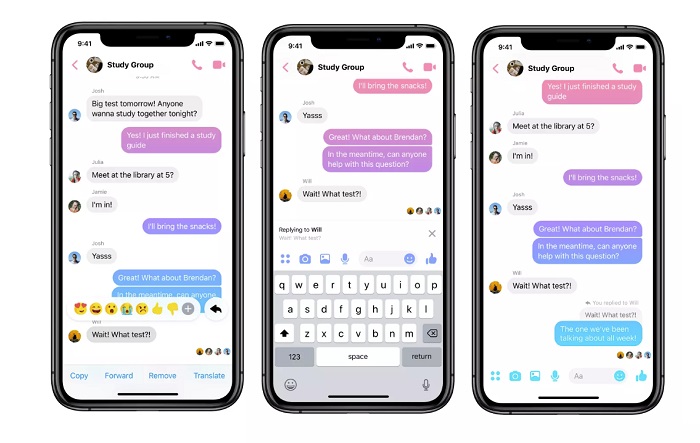 9:41
Study Group
Josh
Big test tomorrow! Anyone
wanna study together tonight?
Yes! I just finished a study
guide
Julia
Meet at the library at 5?
Jamie
I'm in!
I'll bring the snacks!
Josh
Yasss
Great! What about Brendan?
In the meantime, can anyone
Will
Wait! What test?!
Copy
Forward
Remove
Translate
9:41
Study Group
I'll bring the snacks!
Josh
Yasss
Great! What about Brendan?
In the meantime, can anyone
help with this question?
Will
Wait! What test?!
Replying to Will
Wait! What test?!
Aa
q w e r t y u i o p
a s d f g h j k l
z x c v b n m
123 space return
9:41
Study Group
Yes! I just finished a study
guide
Julia
Meet at the library at 5?
Jamie
I'm in!
I'll bring the snacks!
Josh
Yasss
Great! What about Brendan?
In the meantime, can anyone
help with this question?
Will
Wait! What test?!
You replied to Will
Wait! What test?!
The one we've been
talking about all week!
Aa